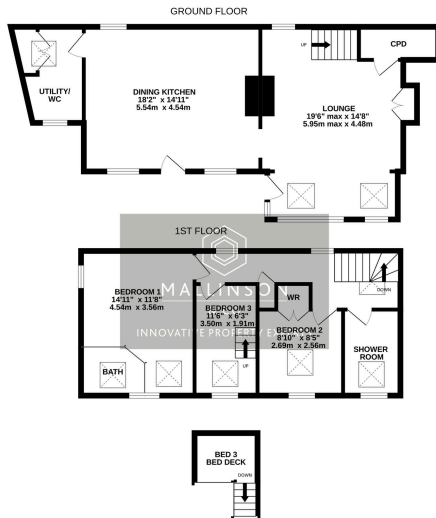 GROUND FLOOR
UP
CPD
UTILITY/
WC
DINING KITCHEN
18'2" x 14'11"
5.54m x 4.54m
LOUNGE
19'6" max x 14'8"
5.95m max x 4.48m
1ST FLOOR
BEDROOM 1
14'11" x 11'8"
4.54m x 3.56m
MALLINSON
INNOVATIVE PROPERTY EXPERTS
BEDROOM 3
11'6" x 6'3"
3.50m x 1.91m
UP
WR
BEDROOM 2
8'10" x 8'5"
2.69m x 2.56m
DOWN
SHOWER
ROOM
BATH
BED 3
BED DECK
DOWN